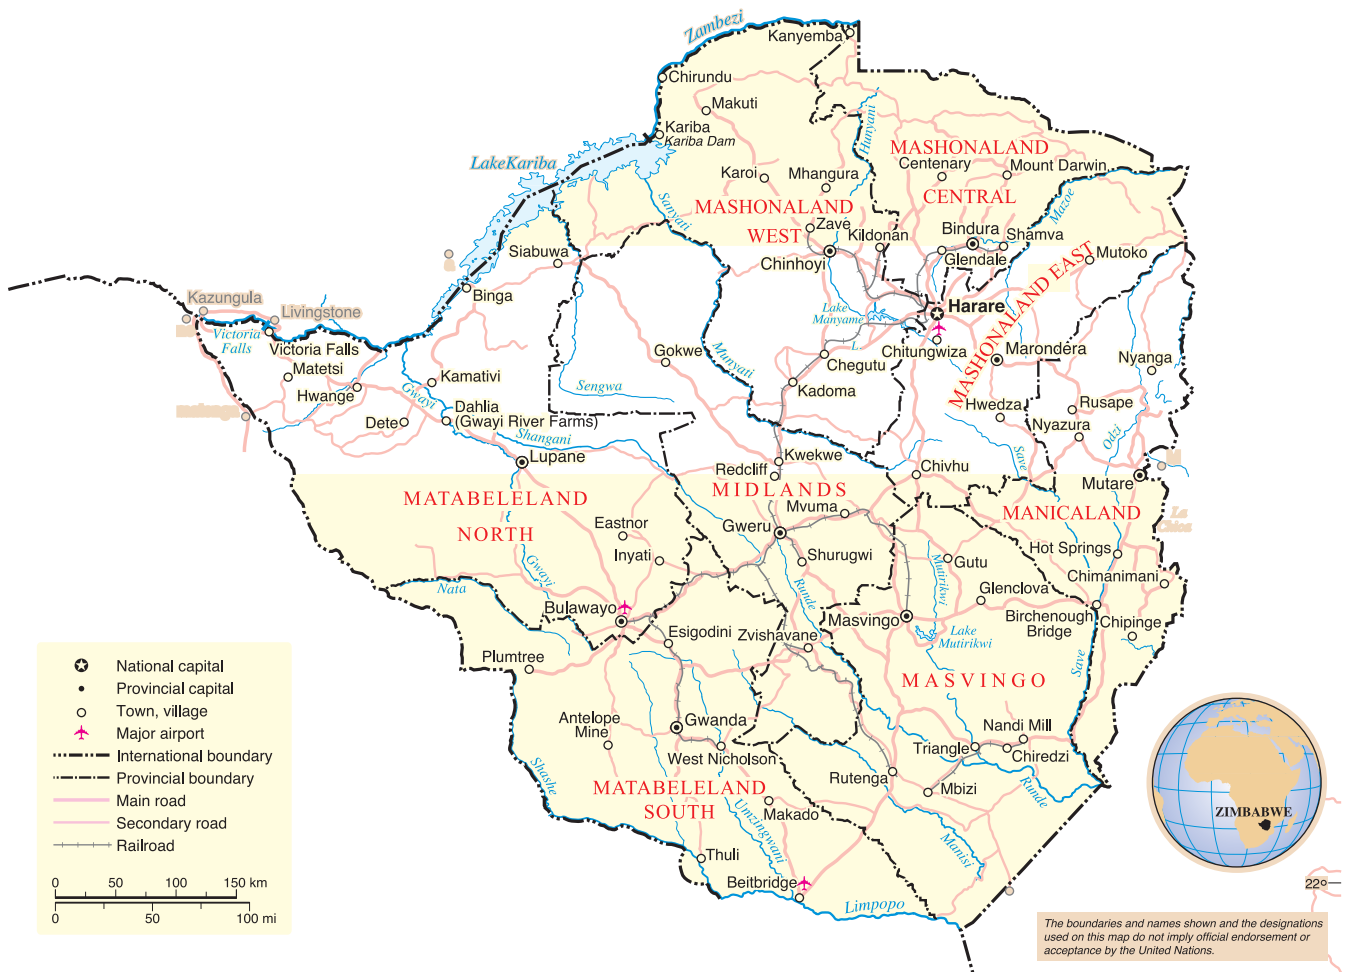 Zambezi
Kanyemba
Chirundu
Makuti
Kariba
Kariba Dam
Hunyani
MASHONALAND
CENTRAL
Centenary
Mount Darwin
LakeKariba
Karoi
Mhangura
Sanyati
MASHONALAND
WEST
Mazoe
Zave
Kildonan
Bindura
Shamva
Chinhoyi
Glendale
MASHONALAND EAST
Mutoko
Siabuwa
Binga
Kazungula
Livingstone
Victoria
Falls
Victoria Falls
Lake
Manyame
Harare
L.
Chitungwiza
Marondera
Nyanga
Matetsi
Hwange
Kamativi
Gwayi
Gokwe
Munyati
Chegutu
Sengwa
Kadoma
Dete
Dahlia
(Gwayi River Farms)
Shangani
Hwedza
Rusape
Nyazura
Odzi
Save
Lupane
Redcliff
Kwekwe
Chivhu
Mutare
MATABELELAND
NORTH
MIDLANDS
Mvuma
MANICALAND
Eastnor
Gweru
Inyati
Shurugwi
Hot Springs
Gutu
Mutirikwi
Chimanimani
Nata
Gwayi
Runde
Glenclova
Bulawayo
Esigodini
Zvishavane
Masvingo
Birchenough
Bridge
Chipinge
Lake
Mutirikwi
Save
Plumtree
MASVINGO
Antelope
Mine
Gwanda
Nandi Mill
West Nicholson
Triangle
Chiredzi
Shashe
MATABELELAND
SOUTH
Rutenga
Mbizi
Runde
Umzingwani
Makado
Manisi
Thuli
Beitbridge
Limpopo
National capital
Provincial capital
Town, village
Major airport
International boundary
Provincial boundary
Main road
Secondary road
Railroad
0 50 100 150 km
0 50 100 mi
ZIMBABWE
22o
The boundaries and names shown and the designations
used on this map do not imply official endorsement or
acceptance by the United Nations.